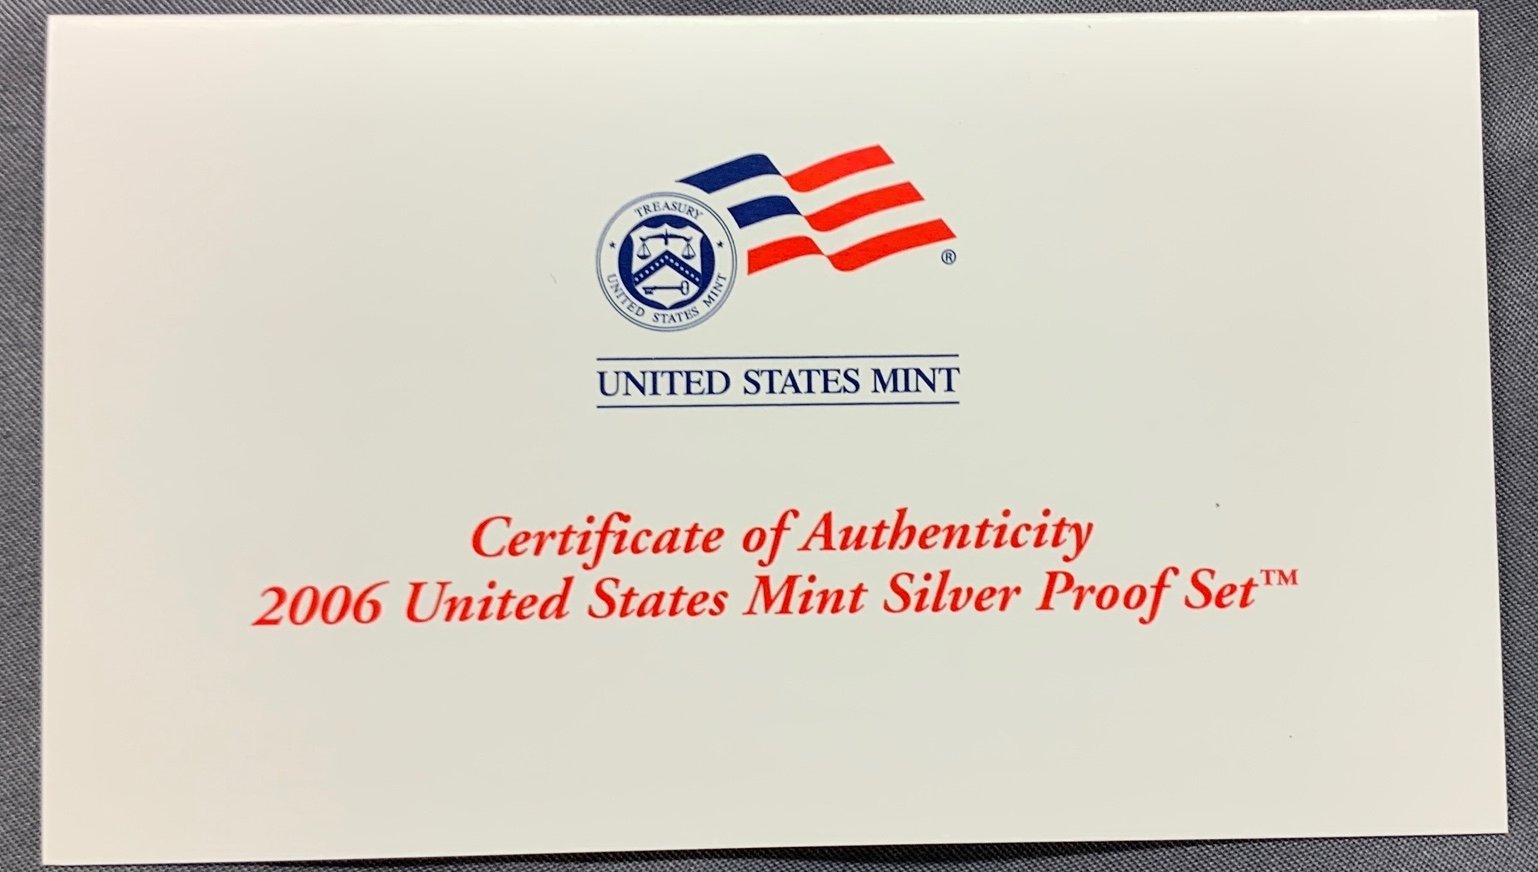 TREASURY
UNITED STATES MINT
®
UNITED STATES MINT
Certificate of Authenticity
2006 United States Mint Silver Proof Set™